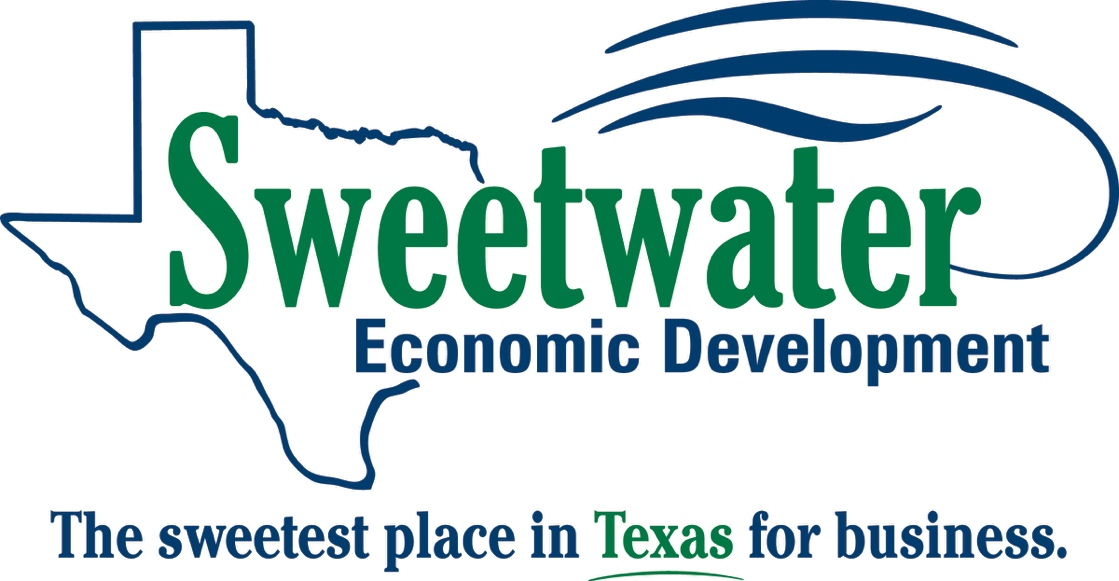 Sweetwater
Economic Development
The sweetest place in Texas for business.